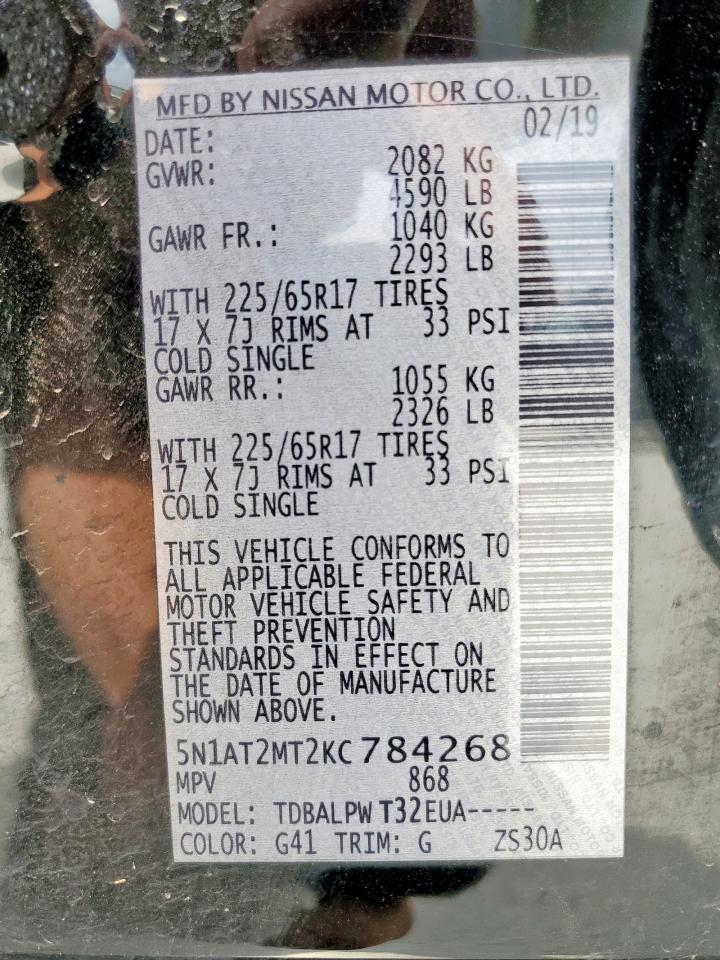 MFD BY NISSAN MOTOR CO., LTD.
DATE: 02/19
GVWR: 2082 KG
4590 LB
GAWR FR.: 1040 KG
2293 LB
WITH 225/65R17 TIRES
17 X 7J RIMS AT 33 PSI
COLD SINGLE
GAWR RR.: 1055 KG
2326 LB
WITH 225/65R17 TIRES
17 X 7J RIMS AT 33 PSI
COLD SINGLE
THIS VEHICLE CONFORMS TO
ALL APPLICABLE FEDERAL
MOTOR VEHICLE SAFETY AND
THEFT PREVENTION
STANDARDS IN EFFECT ON
THE DATE OF MANUFACTURE
SHOWN ABOVE.
5N1AT2MT2KC784268
MPV 868
MODEL: TDBALPW T32EUA-----
COLOR: G41 TRIM: G ZS30A